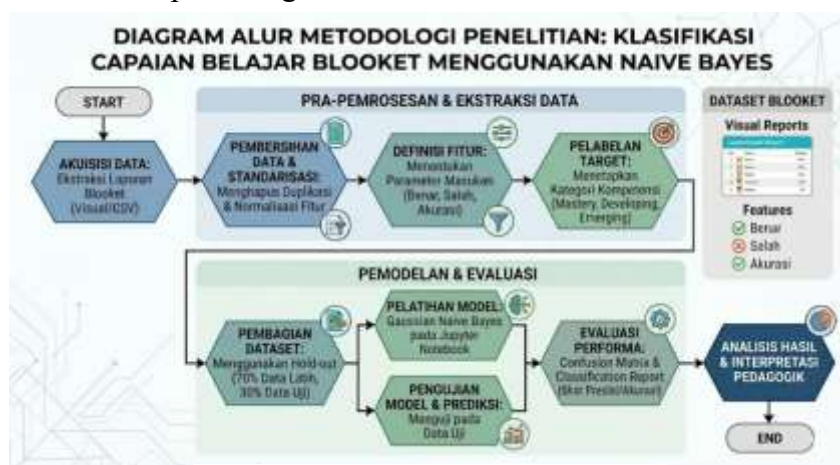 DIAGRAM ALUR METODOLOGI PENELITIAN: KLASIFIKASI
CAPAIAN BELAJAR BLOOKET MENGGUNAKAN NAIVE BAYES
START
AKUISISI DATA:
Ekstraksi Laporan
Blooket
(Visual/CSV)
PRA-PEMROSESAN & EKSTRAKSI DATA
PEMBERSIHAN
DATA &
STANDARISASI:
Menghapus Duplikasi
& Normalisasi Fitur
DEFINISI FITUR:
Menentukan
Parameter Masukan
(Benar, Salah,
Akurasi)
PELABELAN
TARGET:
Menetapkan
Kategori Kompetensi
(Mastery, Developing,
Emerging)
DATASET BLOOKET
Visual Reports
Features
Benar
Salah
Akurasi
PEMODELAN & EVALUASI
PEMBAGIAN
DATASET:
Menggunakan Hold-out
(70% Data Latih,
30% Data Uji)
PELATIHAN MODEL:
Gaussian Naive Bayes
pada Jupyter
Notebook
PENGUJIAN
MODEL & PREDIKSI:
Menguji pada
Data Uji
EVALUASI
PERFORMA:
Confusion Matrix &
Classification Report
(Skor Presisi/Akurasi)
ANALISIS HASIL
& INTERPRETASI
PEDAGOGIK
END